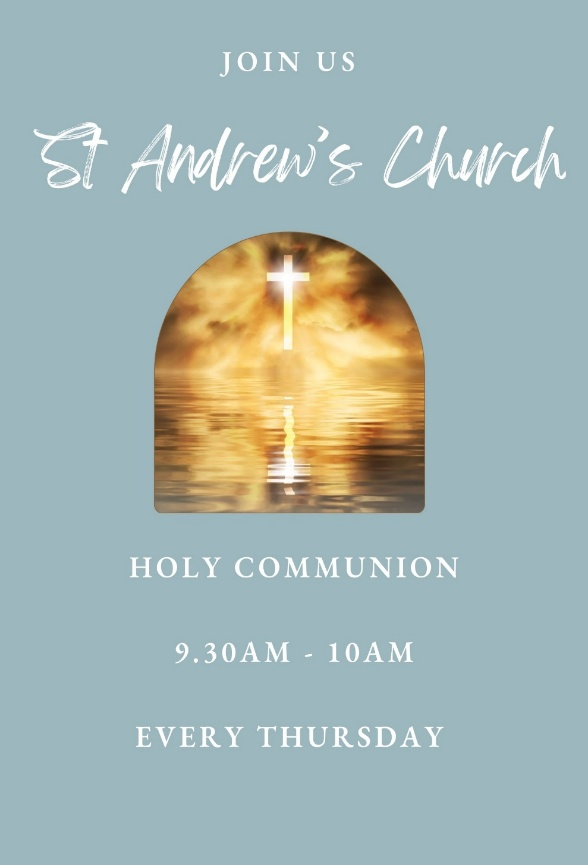 JOIN US
St Andrew's Church
HOLY COMMUNION
9.30AM - 10AM
EVERY THURSDAY